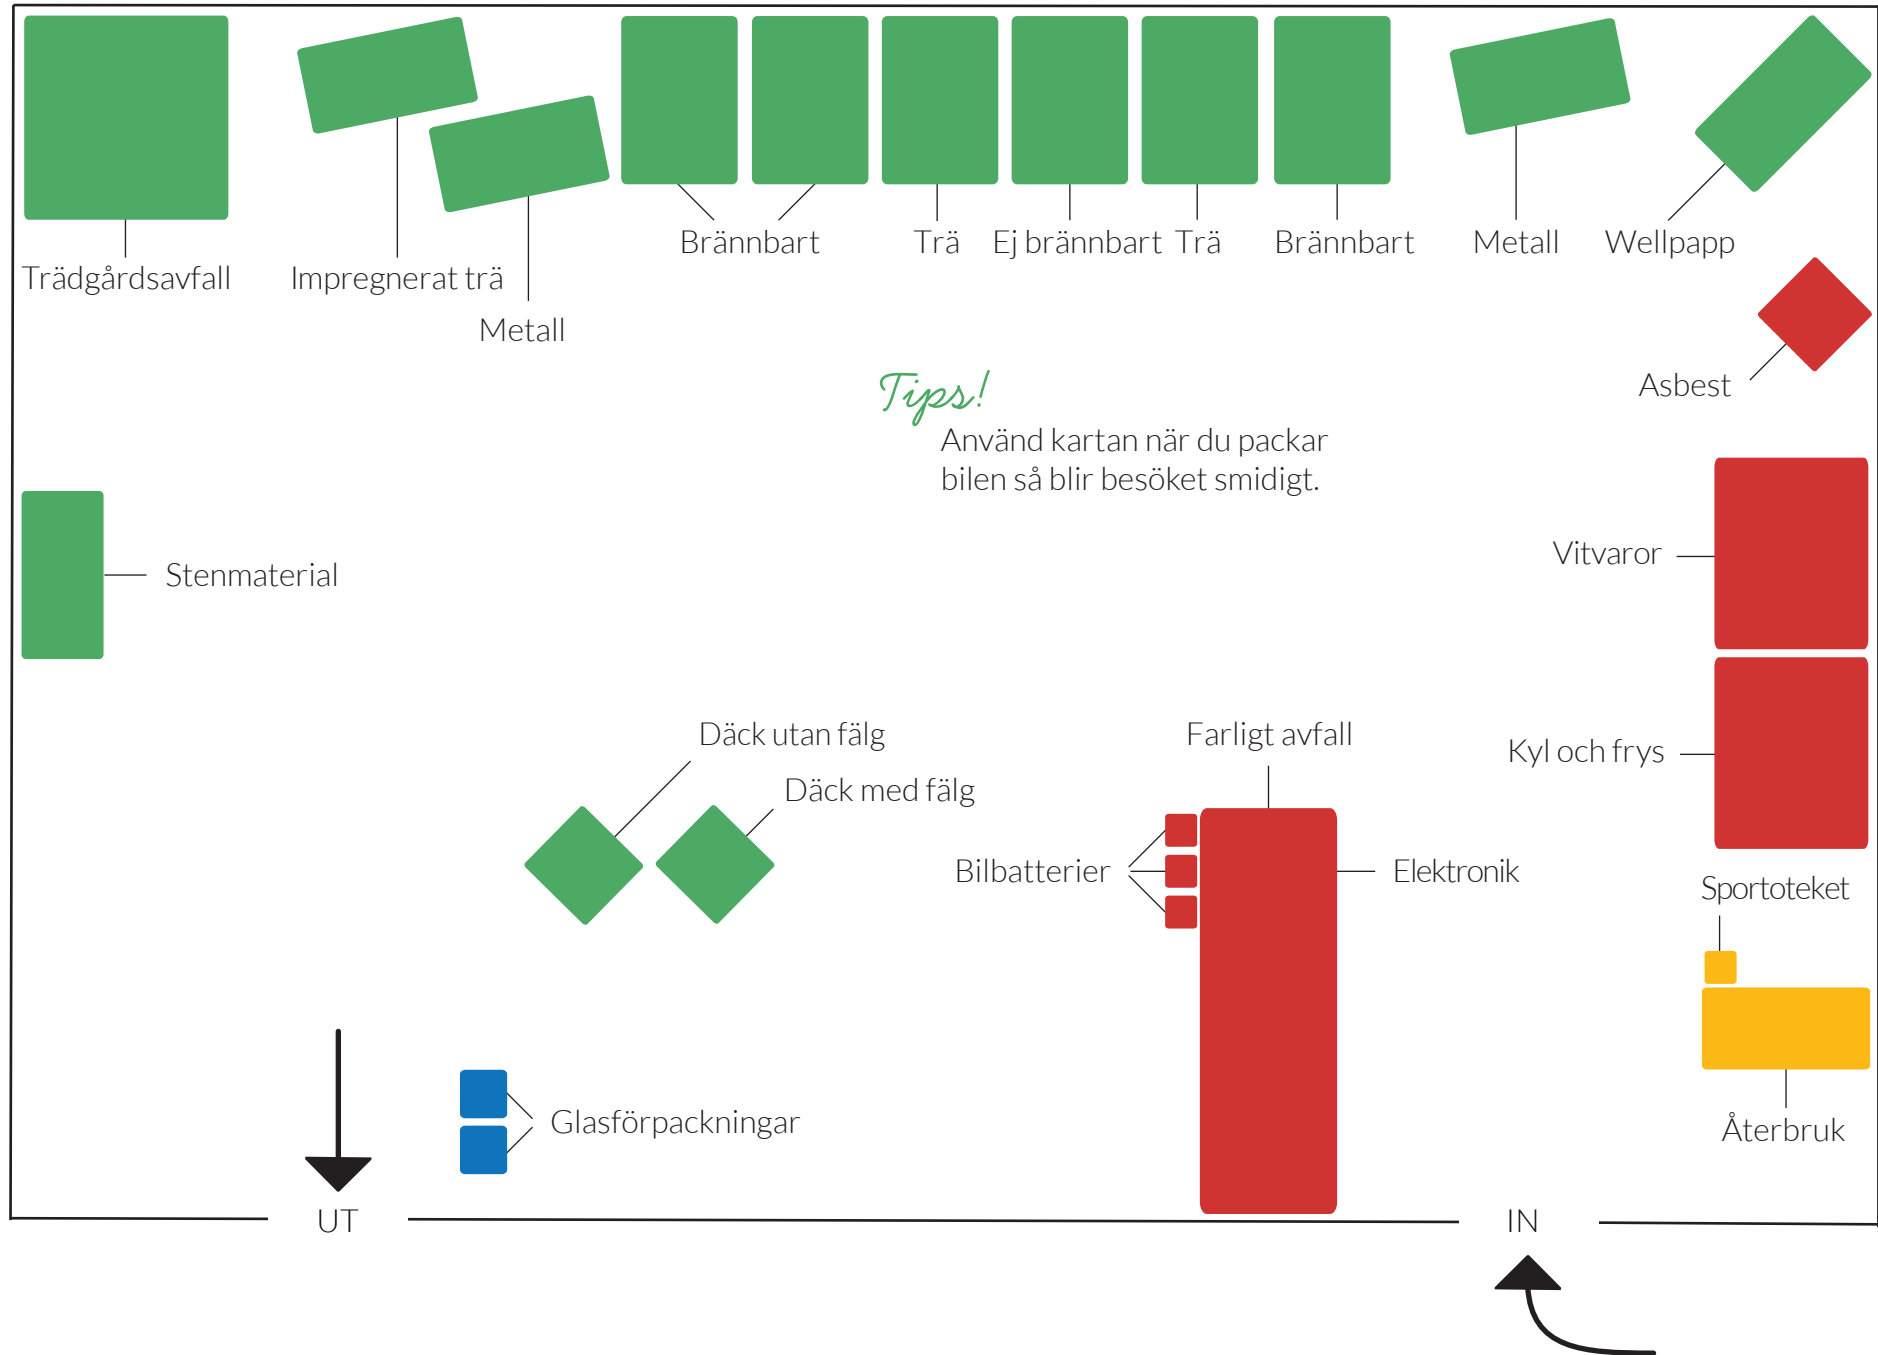 Brännbart
Trä
Ej brännbart
Trä
Brännbart
Metall
Wellpapp
Trädgårdsavfall
Impregnerat trä
Metall
Asbest
Tips!
Använd kartan när du packar
bilen så blir besöket smidigt.
Vitvaror
Stenmaterial
Däck utan fälg
Farligt avfall
Kyl och frys
Däck med fälg
Bilbatterier
Elektronik
Sportoteket
Glasförpackningar
Återbruk
UT
IN